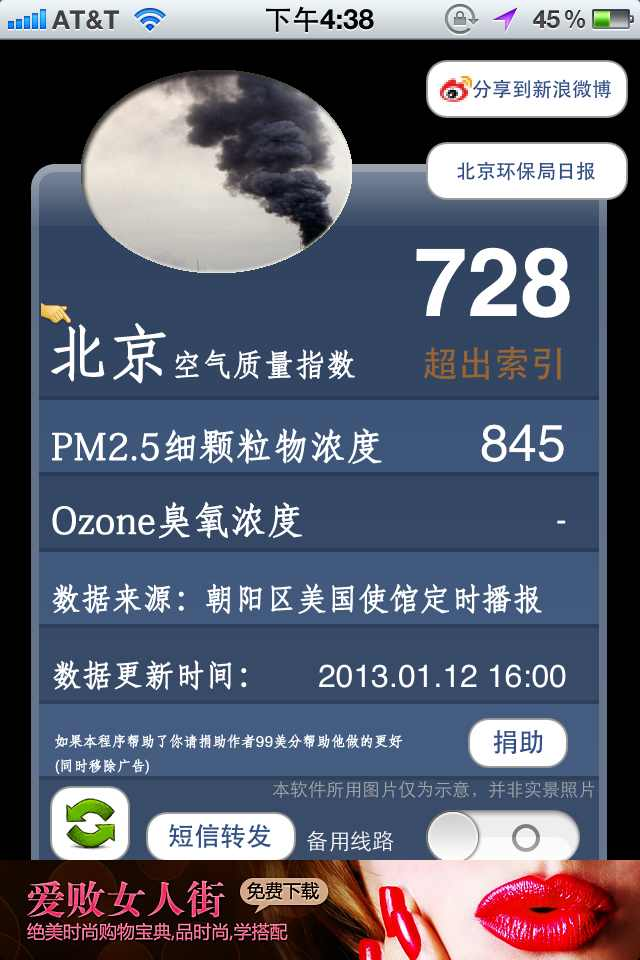 AT&T 下午4:38 45%
分享到新浪微博
北京环保局日报
728
北京 空气质量指数 超出索引
PM2.5细颗粒物浓度 845
Ozone臭氧浓度 -
数据来源：朝阳区美国使馆定时播报
数据更新时间： 2013.01.12 16:00
如果本程序帮助了你请捐助作者99美分帮助他做的更好
(同时移除广告)
捐助
本软件所用图片仅为示意，并非实景照片
短信转发 备用线路
爱败女人街 免费下载
绝美时尚购物宝典,品时尚,学搭配